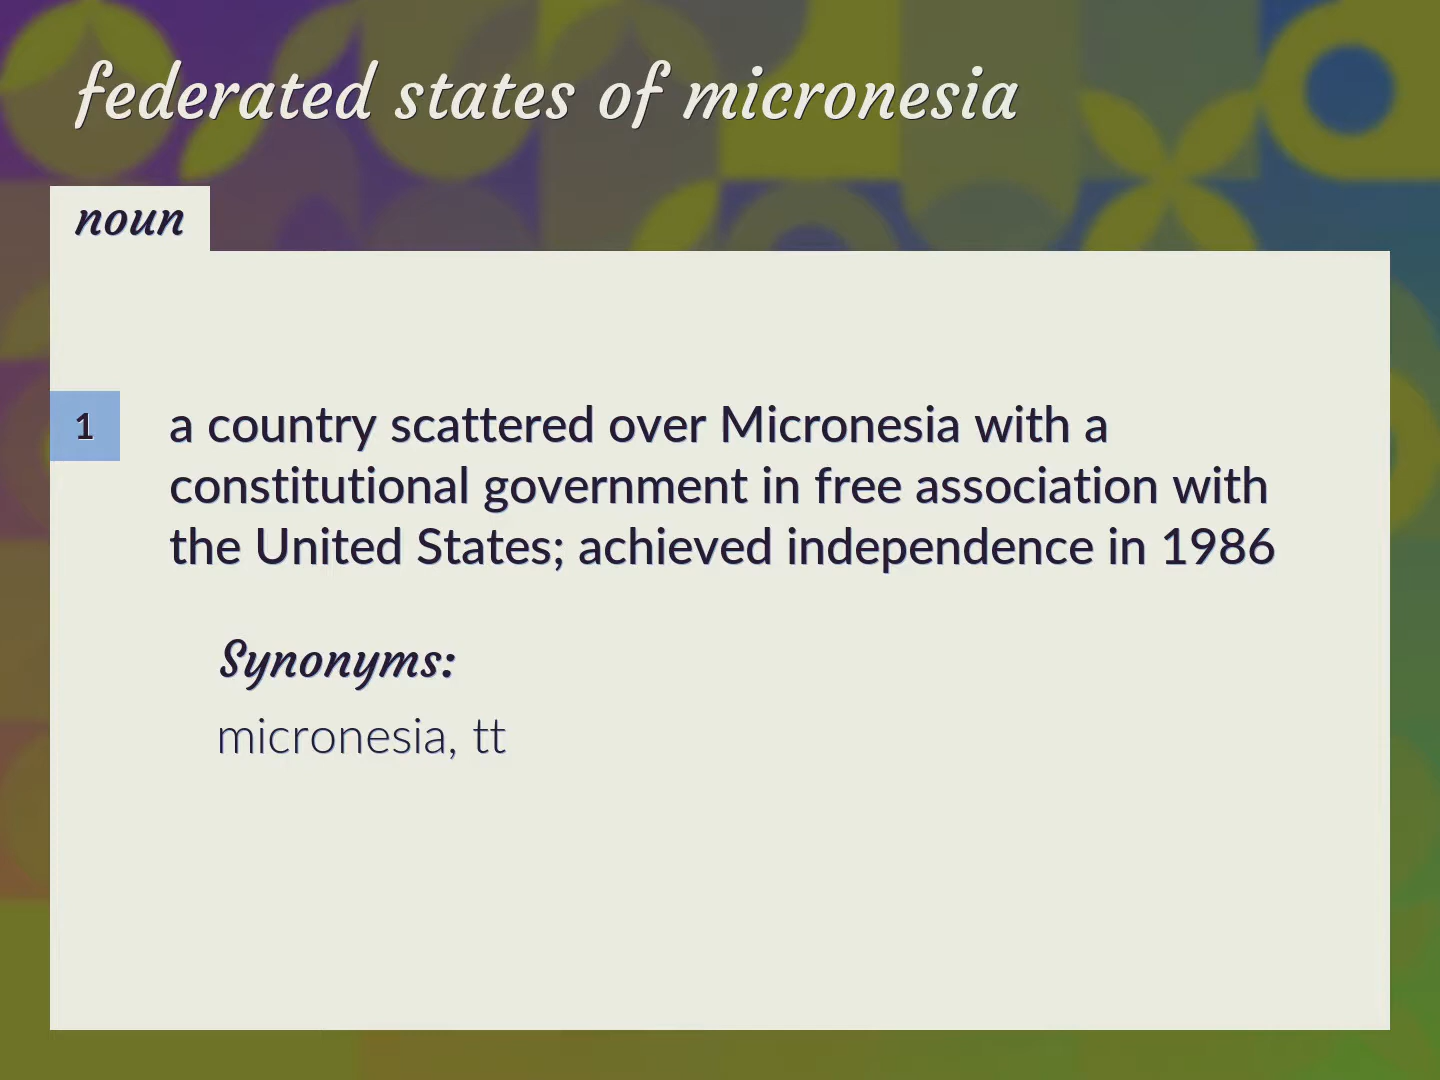 federated states of micronesia
noun
1
a country scattered over Micronesia with a
constitutional government in free association with
the United States; achieved independence in 1986
Synonyms:
micronesia, tt